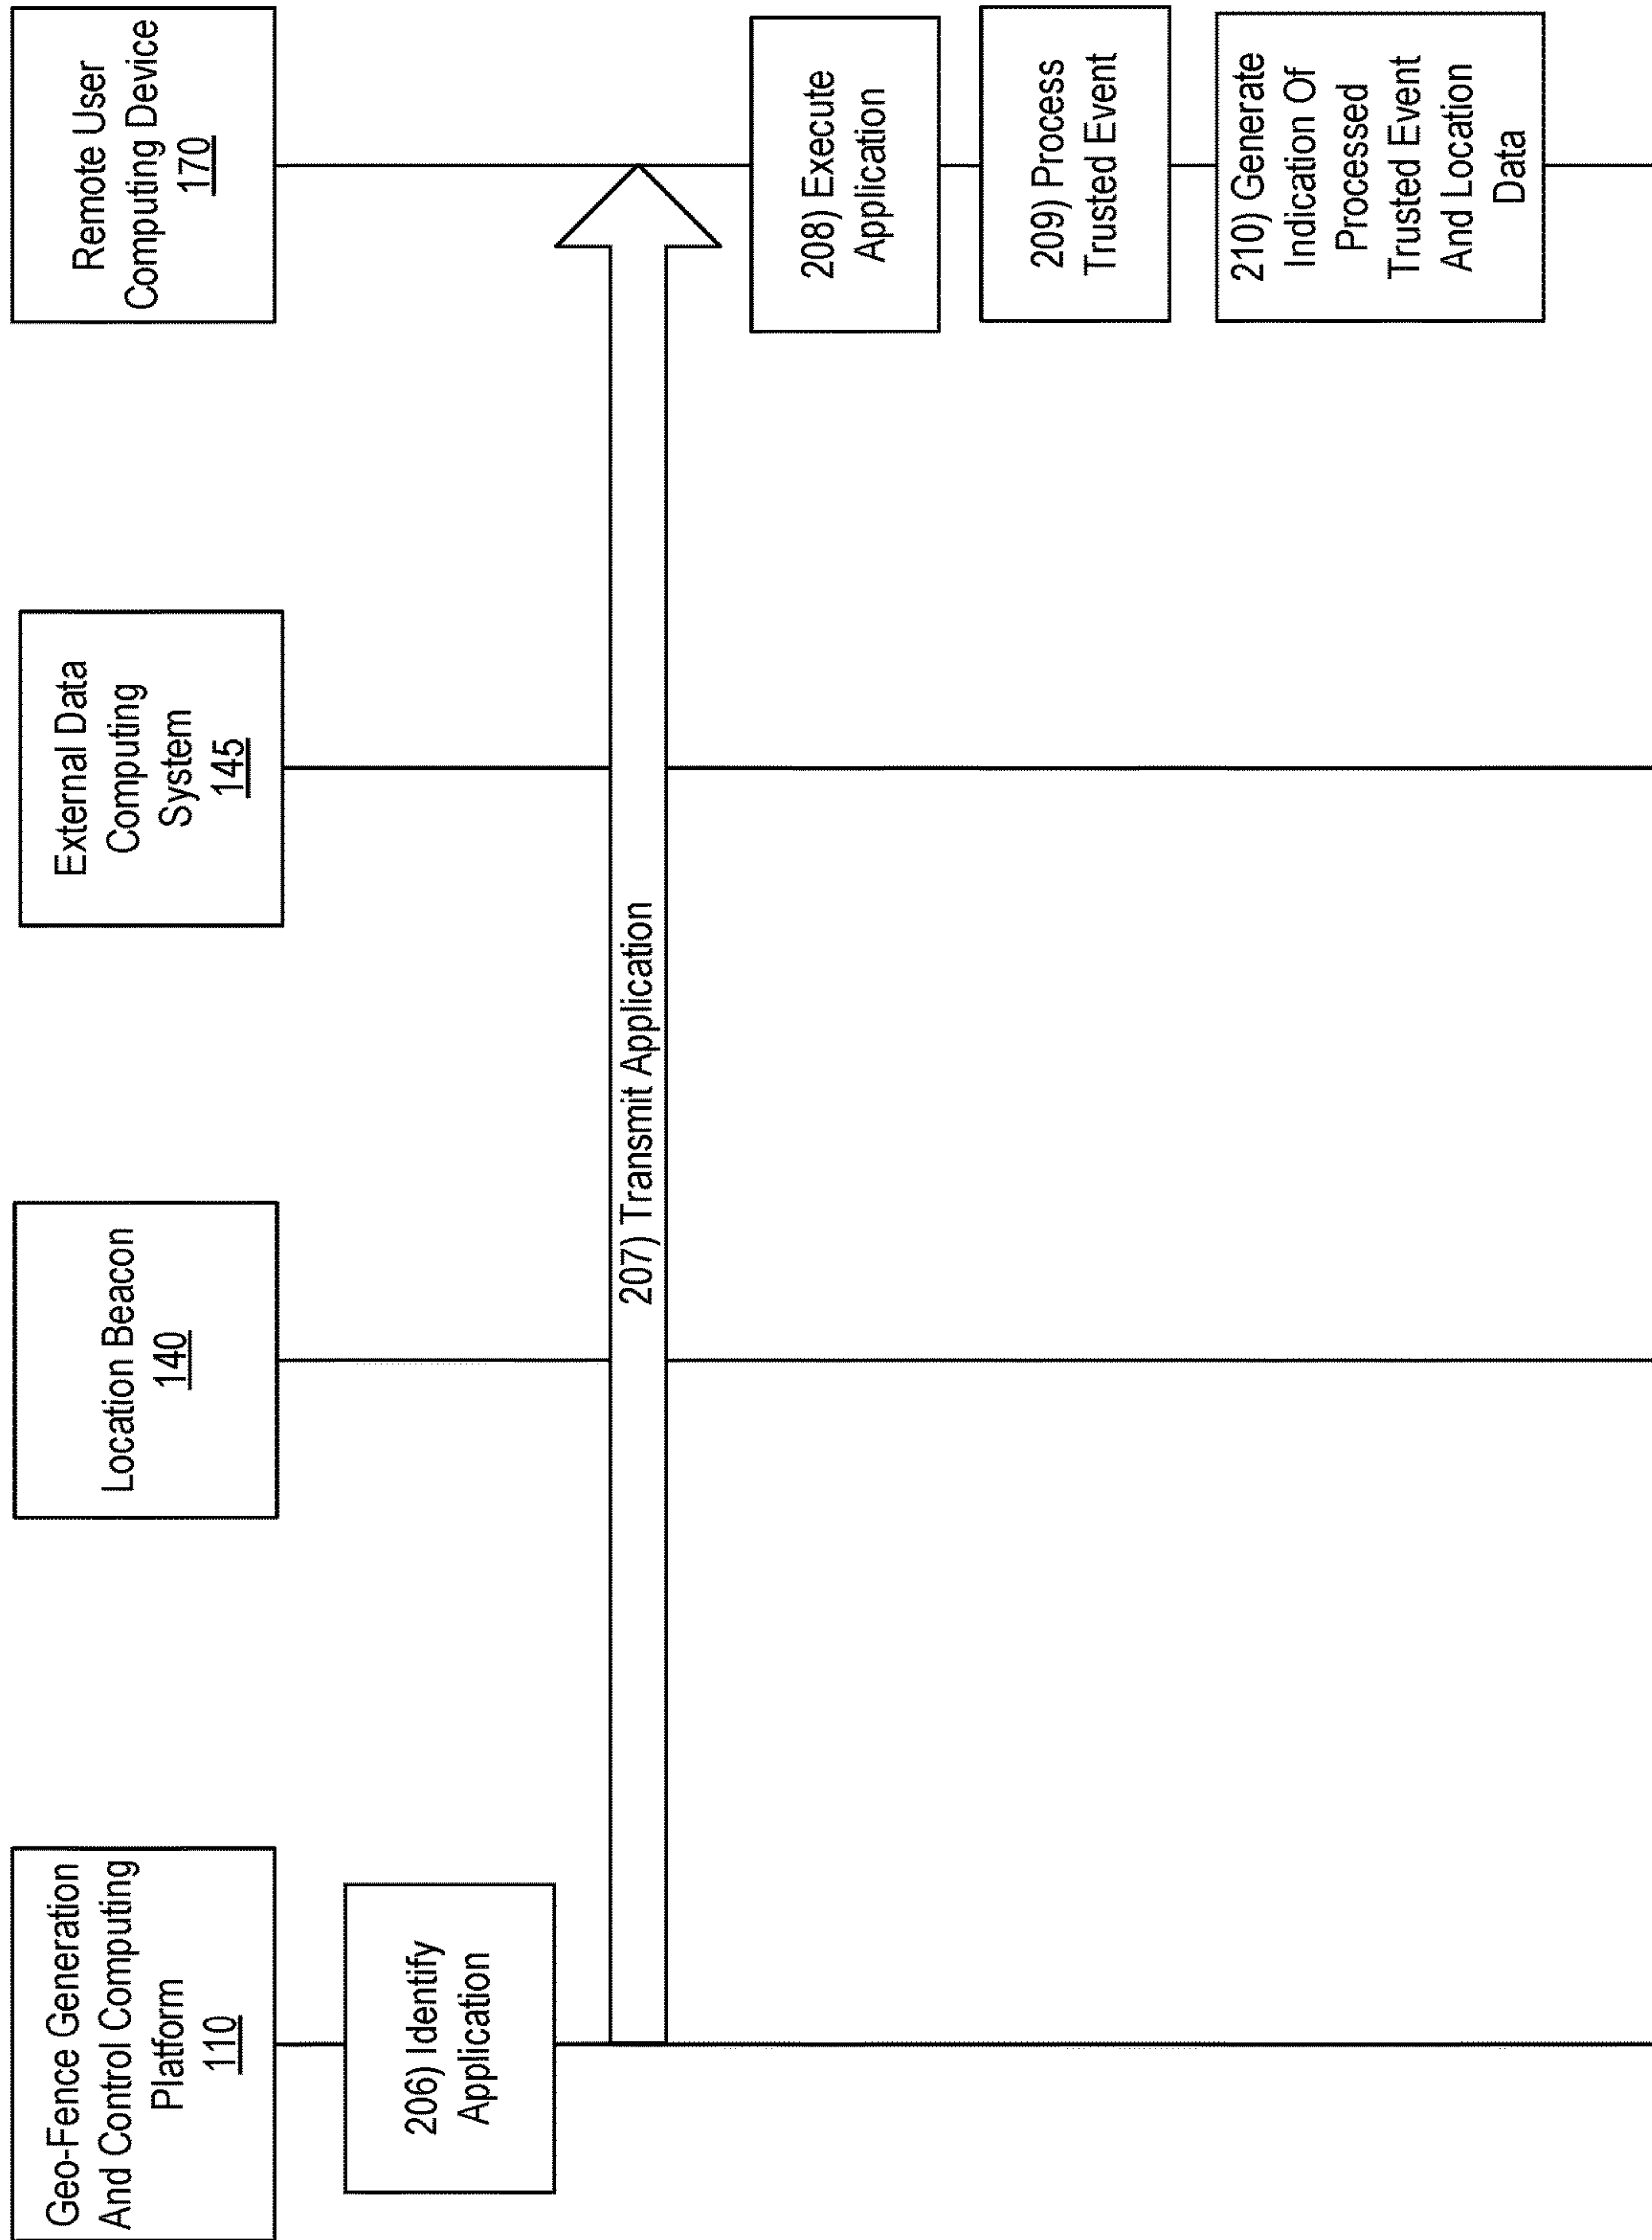 Geo-Fence Generation
And Control Computing
Platform
110
Location Beacon
140
External Data
Computing
System
145
Remote User
Computing Device
170
206) Identify
Application
207) Transmit Application
208) Execute
Application
209) Process
Trusted Event
210) Generate
Indication Of
Processed
Trusted Event
And Location
Data